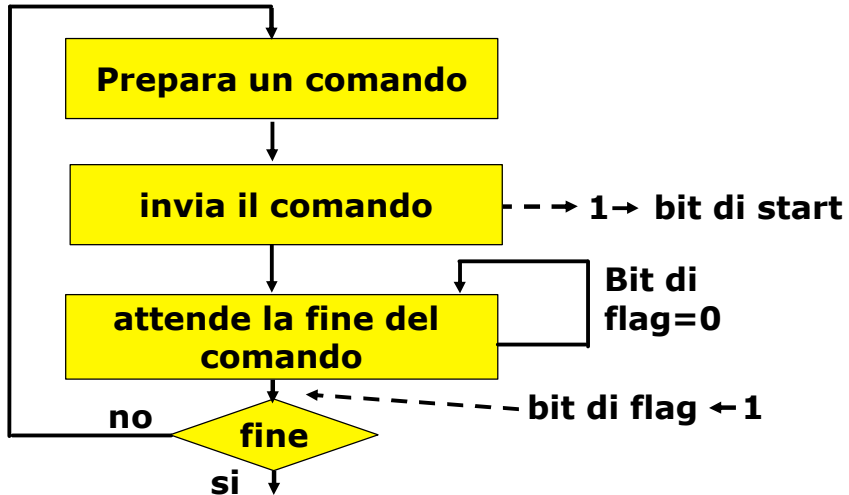 Prepara un comando
invia il comando
1→ bit di start
Bit di
flag=0
attende la fine del
comando
bit di flag ←1
no
fine
si